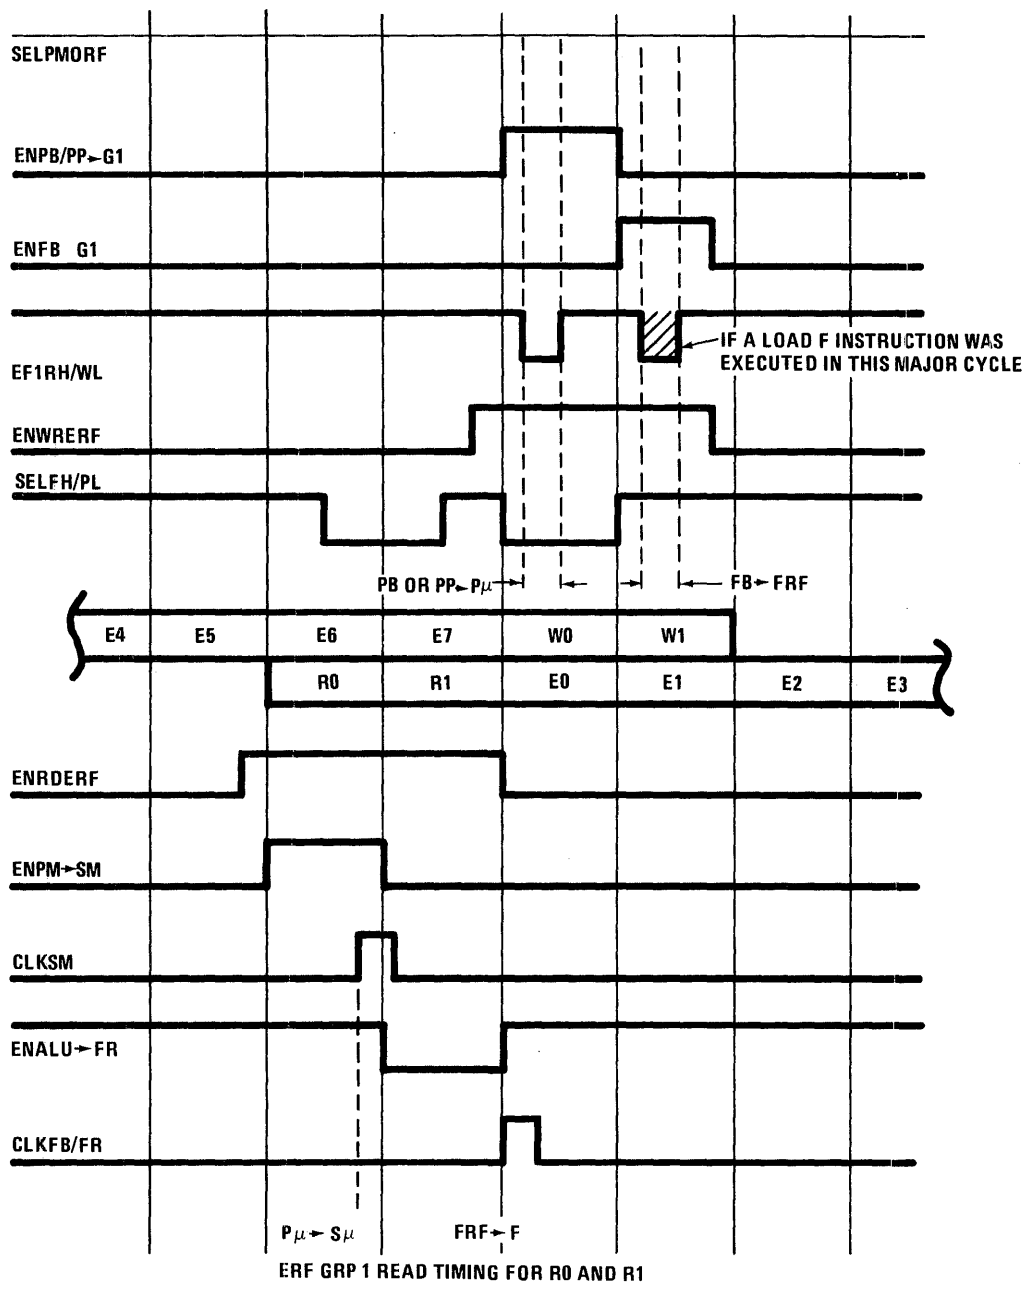 SELPMORF
ENPB/PP→G1
ENFB G1
IF A LOAD F INSTRUCTION WAS
EXECUTED IN THIS MAJOR CYCLE
EF1RH/WL
ENWRERF
SELFH/PL
PB OR PP→Pμ
FB→FRF
E4 E5 E6 E7 W0 W1
R0 R1 E0 E1 E2 E3
ENRDERF
ENPM→SM
CLKSM
ENALU→FR
CLKFB/FR
Pμ→Sμ
FRF→F
ERF GRP 1 READ TIMING FOR R0 AND R1